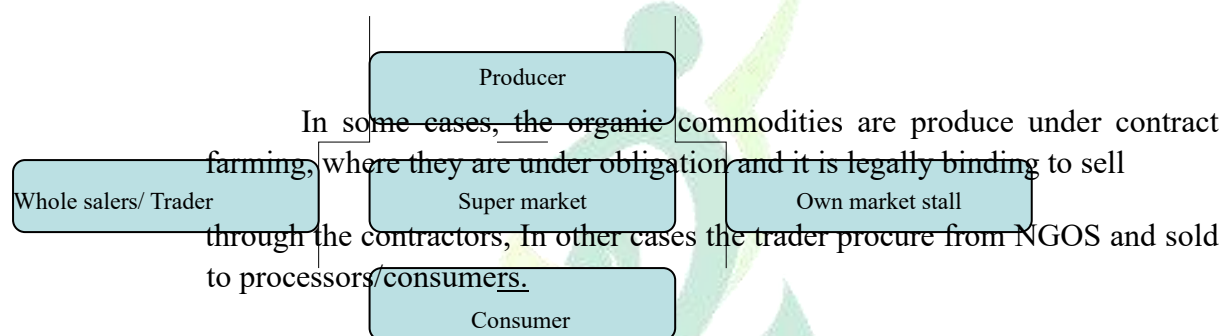 Producer
In some cases, the organic commodities are produce under contract
farming, where they are under obligation and it is legally binding to sell
Whole salers/ Trader
Super market
Own market stall
through the contractors, In other cases the trader procure from NGOS and sold
to processors/consumers.
Consumer